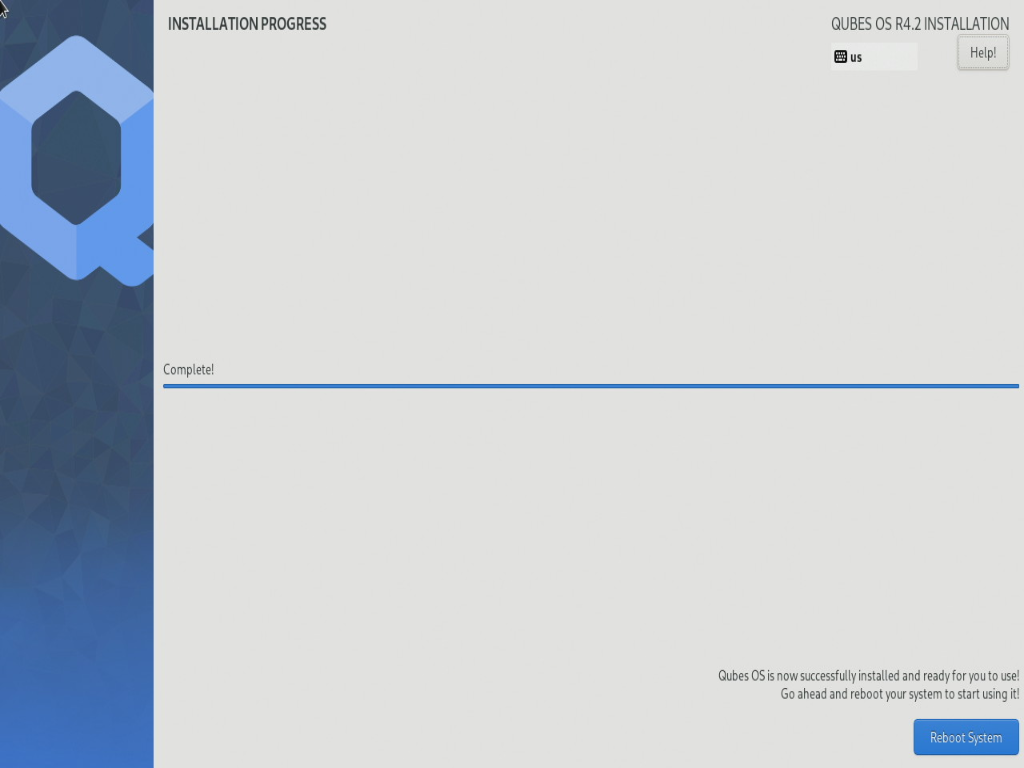 INSTALLATION PROGRESS
QUBES OS R4.2 INSTALLATION
us
Help!
Complete!
Qubes OS is now successfully installed and ready for you to use!
Go ahead and reboot your system to start using it!
Reboot System